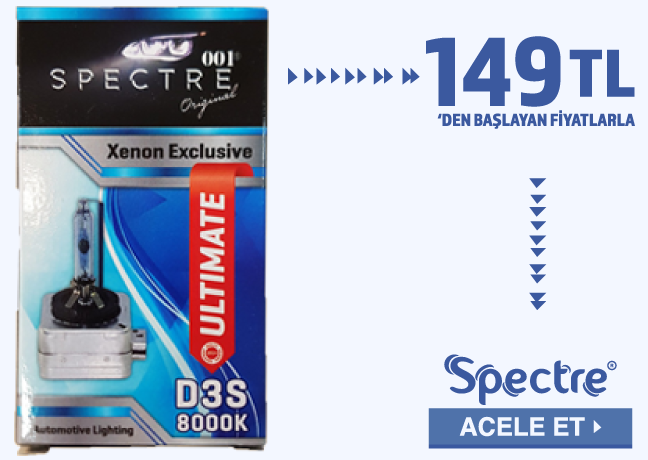 001®
SPECTRE
Original
Xenon Exclusive
ULTIMATE
D3S
8000K
Automotive Lighting
149 TL
‘DEN BAŞLAYAN FİYATLARLA
Spectre®
ACELE ET